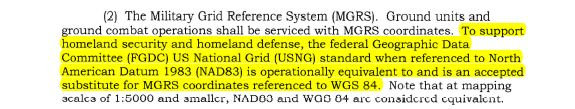 (2) The Military Grid Reference System (MGRS). Ground units and
ground combat operations shall be serviced with MGRS coordinates. To support
homeland security and homeland defense, the federal Geographic Data
Committee (FGDC) US National Grid (USNG) standard when referenced to North
American Datum 1983 (NAD83) is operationally equivalent to and is an accepted
substitute for MGRS coordinates referenced to WGS 84. Note that at mapping
scales of 1:5000 and smaller, NAD83 and WGS 84 are considered equivalent.